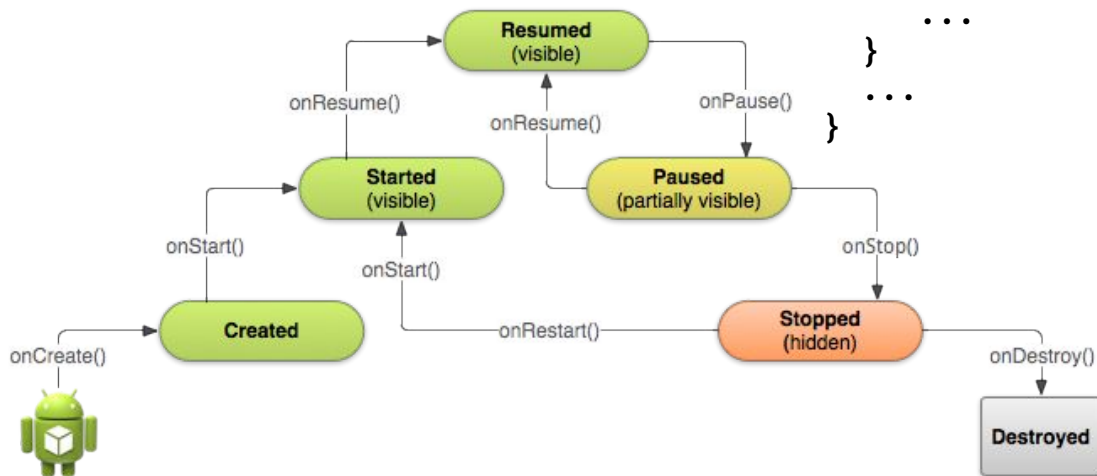 . . .
Resumed
(visible)
}
onResume()
onResume()
onPause()
. . .
}
Started
(visible)
Paused
(partially visible)
onStart()
onStart()
onStop()
Created
onRestart()
Stopped
(hidden)
onCreate()
onDestroy()
Destroyed